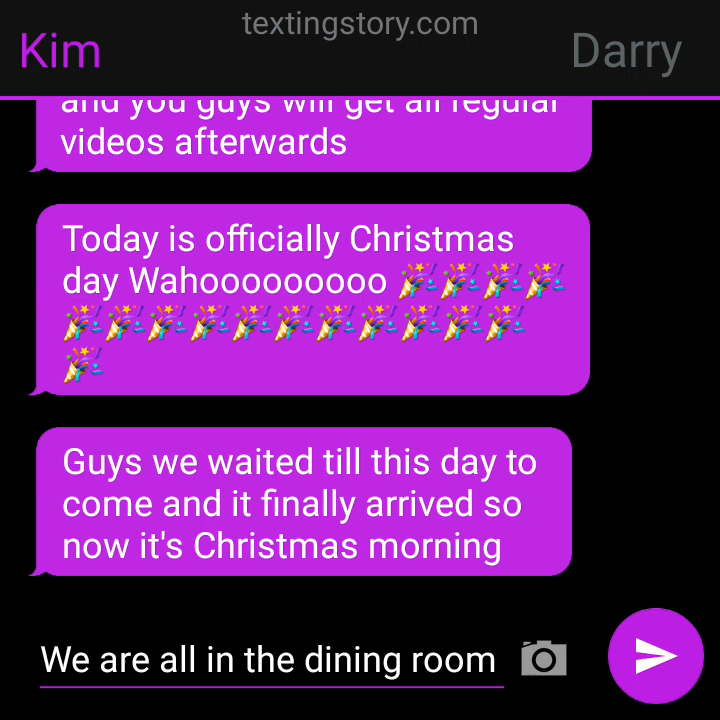 textingstory.com
Kim
Darry
and you guys will get all regular
videos afterwards
Today is officially Christmas
day Wahooooooooo 🎉🎉🎉🎉
🎉🎉🎉🎉🎉🎉🎉🎉🎉🎉🎉
🎉
Guys we waited till this day to
come and it finally arrived so
now it's Christmas morning
We are all in the dining room